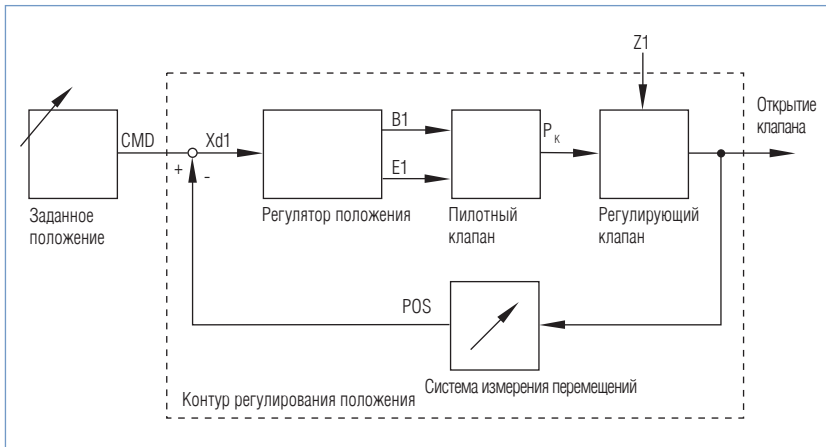 Z1
Открытие
клапана
CMD
Xd1
B1
Pк
+
-
E1
Заданное
положение
Регулятор положения
Пилотный
клапан
Регулирующий
клапан
POS
Система измерения перемещений
Контур регулирования положения